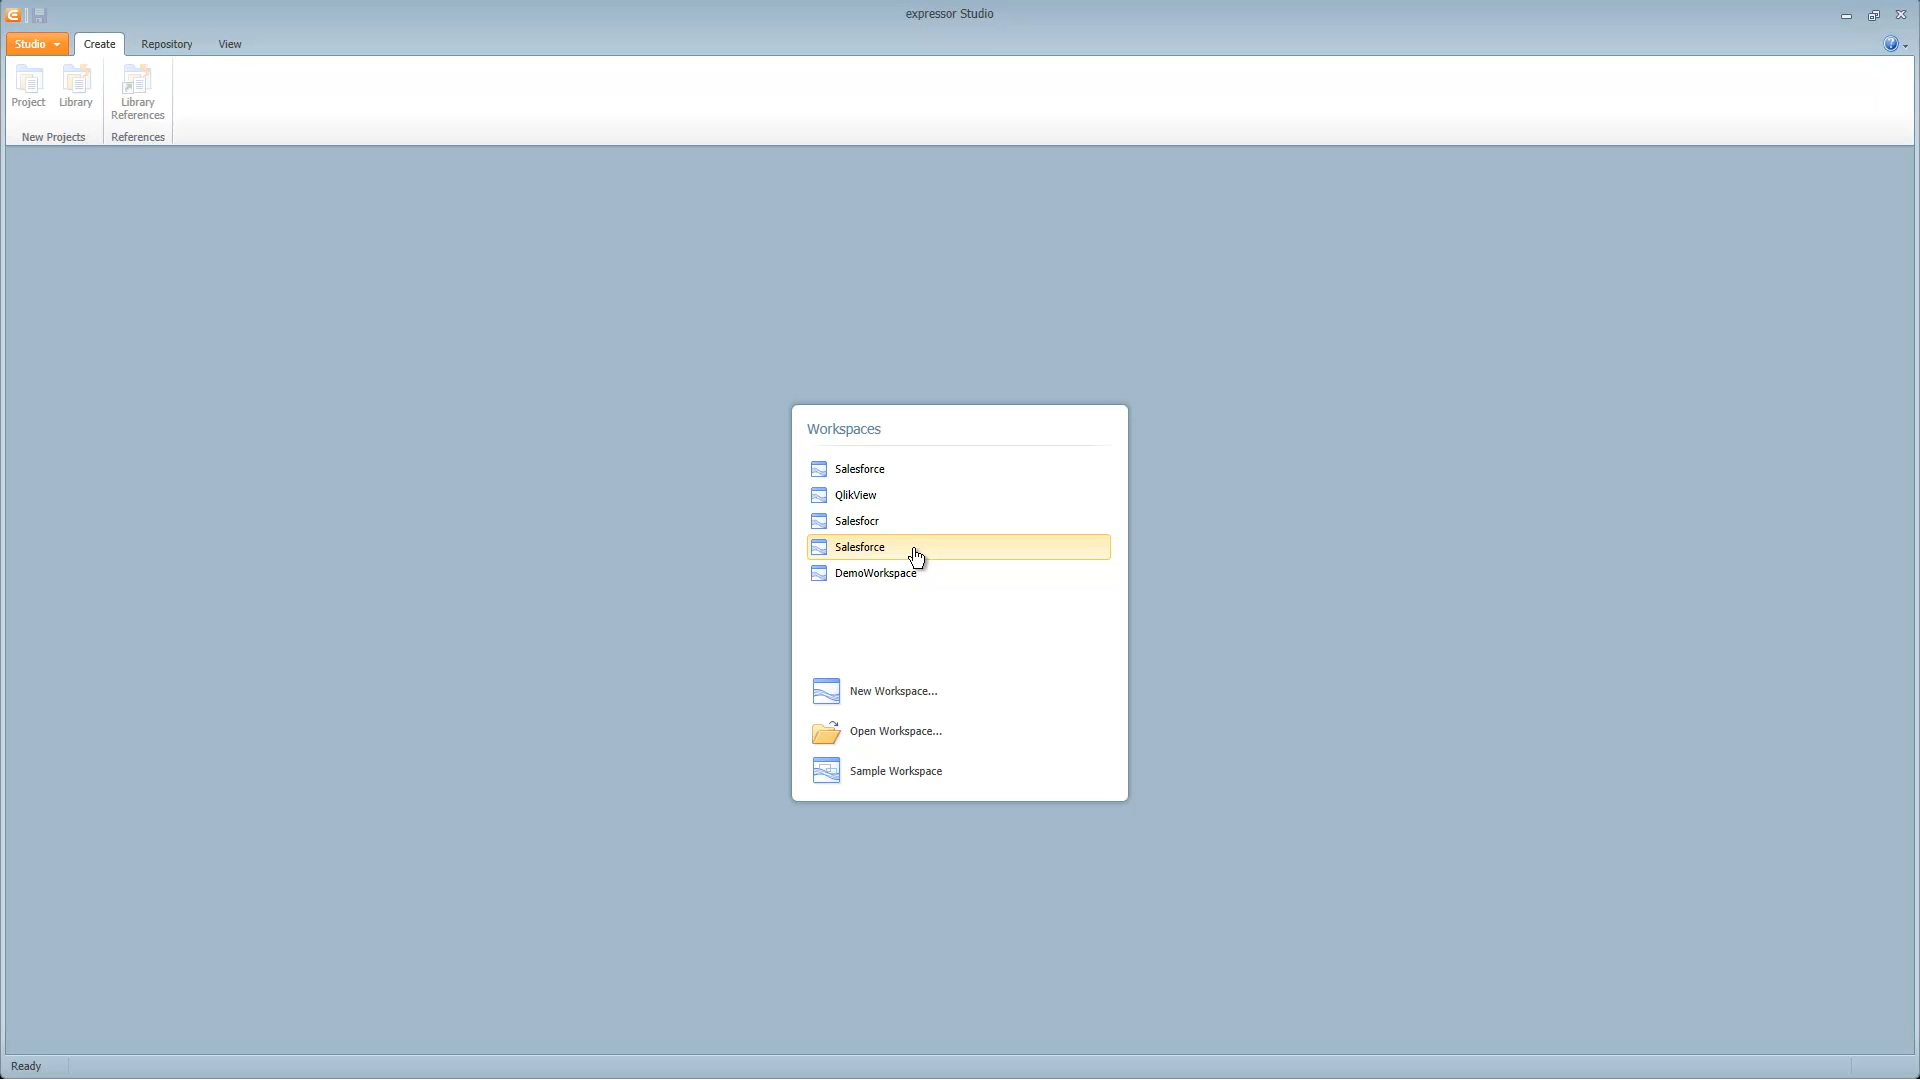 expressor Studio
Studio
Create
Repository
View
Project
Library
Library
References
New Projects
References
Workspaces
Salesforce
QlikView
Salesfocr
Salesforce
DemoWorkspace
New Workspace...
Open Workspace...
Sample Workspace
Ready